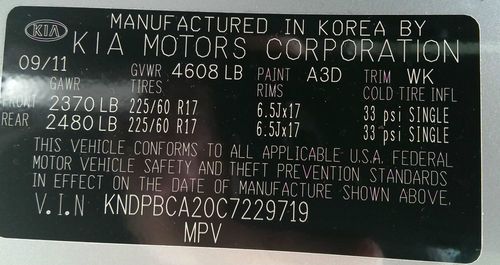 KIA
MANUFACTURED IN KOREA BY
KIA MOTORS CORPORATION
09/11 GVWR 4608 LB PAINT A3D TRIM WK
GAWR TIRES RIMS COLD TIRE INFL
FRONT 2370 LB 225/60 R17 6.5Jx17 33 psi SINGLE
REAR 2480 LB 225/60 R17 6.5Jx17 33 psi SINGLE
THIS VEHICLE CONFORMS TO ALL APPLICABLE U.S.A. FEDERAL
MOTOR VEHICLE SAFETY AND THEFT PREVENTION STANDARDS
IN EFFECT ON THE DATE OF MANUFACTURE SHOWN ABOVE.
V.I.N KNDPBCA20C7229719
MPV